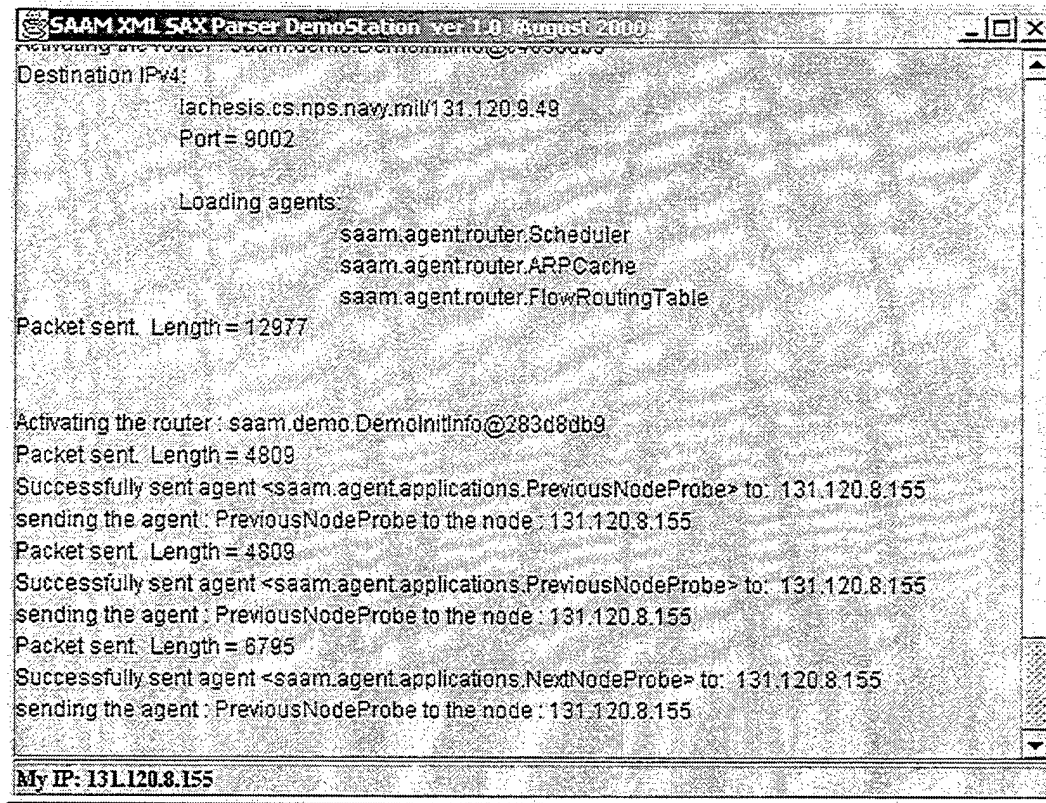 SAAM XML SAX Parser DemoStation ver 1.0 August 2000
Activating the router : saam.demo.DemoInitInfo@
Destination IPv4:
lachesis.cs.nps.navy.mil/131.120.9.49
Port = 9002
Loading agents:
saam.agent.router.Scheduler
saam.agent.router.ARPCache
saam.agent.router.FlowRoutingTable
Packet sent. Length = 12977
Activating the router : saam.demo.DemoInitInfo@283d8db9
Packet sent. Length = 4809
Successfully sent agent <saam.agent.applications.PreviousNodeProbe> to: 131.120.8.155
sending the agent : PreviousNodeProbe to the node : 131.120.8.155
Packet sent. Length = 4809
Successfully sent agent <saam.agent.applications.PreviousNodeProbe> to: 131.120.8.155
sending the agent : PreviousNodeProbe to the node : 131.120.8.155
Packet sent. Length = 6795
Successfully sent agent <saam.agent.applications.NextNodeProbe> to: 131.120.8.155
sending the agent : PreviousNodeProbe to the node : 131.120.8.155
My IP: 131.120.8.155